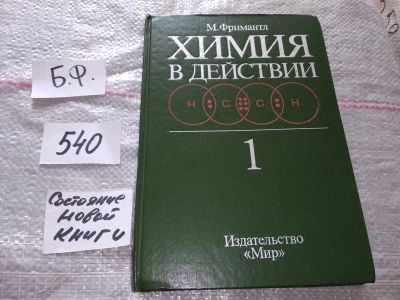 М. Фримантл
ХИМИЯ
В ДЕЙСТВИИ
Н С С Н
1
Издательство
«Мир»
Б.Ф.
540
Состояние
новой
книги